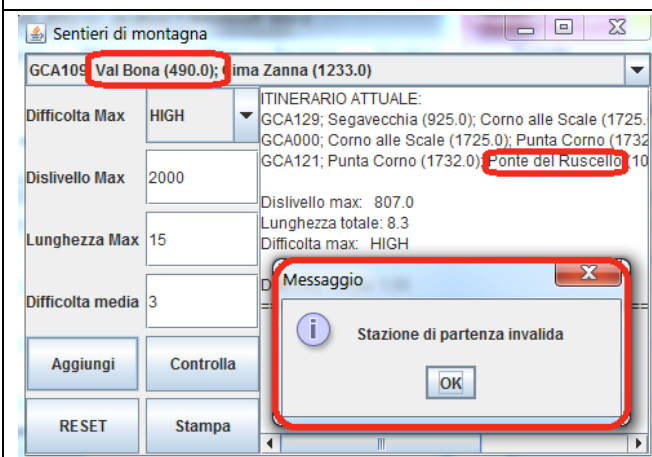 Sentieri di montagna
GCA109; Val Bona (490.0); Cima Zanna (1233.0)
Difficolta Max HIGH
Dislivello Max 2000
Lunghezza Max 15
Difficolta media 3
Aggiungi Controlla
RESET Stampa
ITINERARIO ATTUALE:
GCA129; Segavecchia (925.0); Corno alle Scale (1725.
GCA000; Corno alle Scale (1725.0); Punta Corno (1732
GCA121; Punta Corno (1732.0); Ponte del Ruscello (10
Dislivello max: 807.0
Lunghezza totale: 8.3
Difficolta max: HIGH
Messaggio
Stazione di partenza invalida
OK